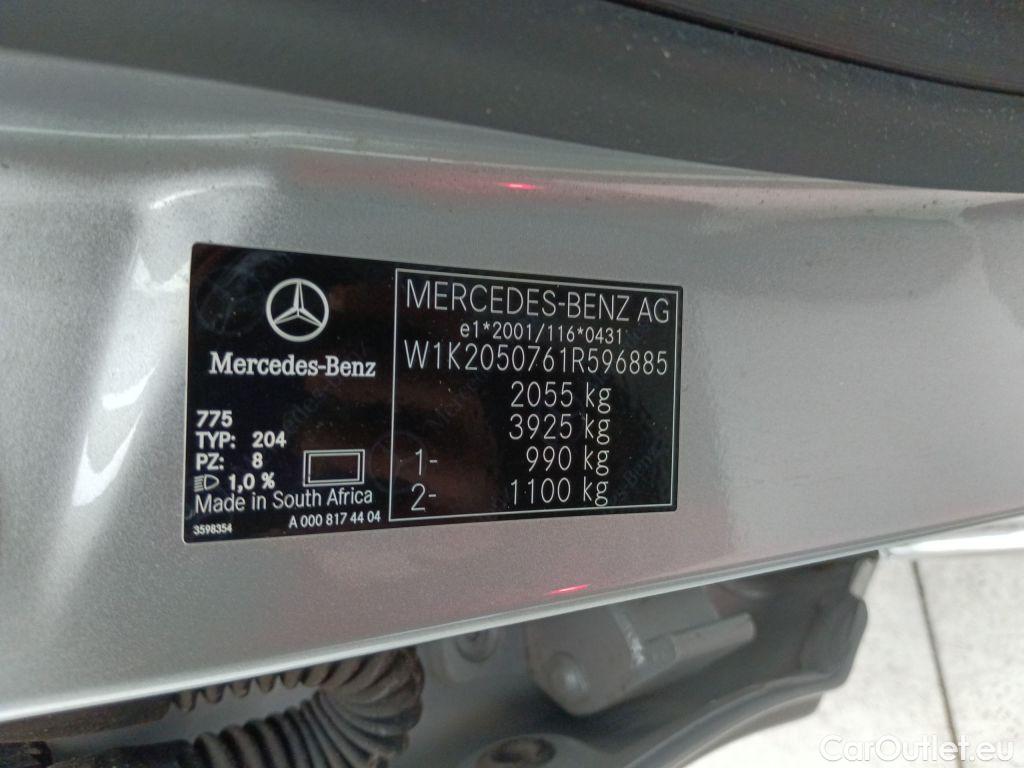 Mercedes-Benz
775
TYP: 204
PZ: 8
1,0 %
Made in South Africa
3598354
A 000 817 44 04
MERCEDES-BENZ AG
e1*2001/116*0431
W1K2050761R596885
2055 kg
3925 kg
1- 990 kg
2- 1100 kg
CarOutlet.eu